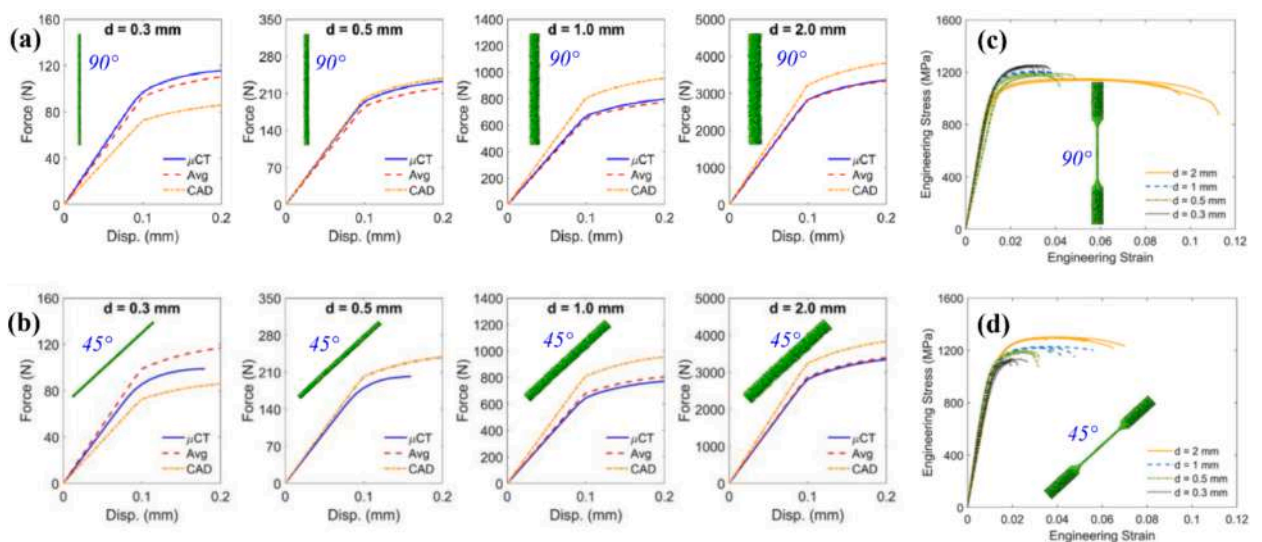 (a)
d = 0.3 mm
90°
Force (N)
160
120
80
40
0
μCT
Avg
CAD
0
0.1
0.2
Disp. (mm)
d = 0.5 mm
90°
Force (N)
350
280
210
140
70
0
μCT
Avg
CAD
0
0.1
0.2
Disp. (mm)
d = 1.0 mm
90°
Force (N)
1400
1200
1000
800
600
400
200
0
μCT
Avg
CAD
0
0.1
0.2
Disp. (mm)
d = 2.0 mm
90°
Force (N)
5000
4000
3000
2000
1000
0
μCT
Avg
CAD
0
0.1
0.2
Disp. (mm)
(c)
90°
Engineering Stress (MPa)
1600
1200
800
400
0
d = 2 mm
d = 1 mm
d = 0.5 mm
d = 0.3 mm
0
0.02
0.04
0.06
0.08
0.1
0.12
Engineering Strain
(b)
d = 0.3 mm
45°
Force (N)
160
120
80
40
0
μCT
Avg
CAD
0
0.1
0.2
Disp. (mm)
d = 0.5 mm
45°
Force (N)
350
280
210
140
70
0
μCT
Avg
CAD
0
0.1
0.2
Disp. (mm)
d = 1.0 mm
45°
Force (N)
1400
1200
1000
800
600
400
200
0
μCT
Avg
CAD
0
0.1
0.2
Disp. (mm)
d = 2.0 mm
45°
Force (N)
5000
4000
3000
2000
1000
0
μCT
Avg
CAD
0
0.1
0.2
Disp. (mm)
(d)
45°
Engineering Stress (MPa)
1600
1200
800
400
0
d = 2 mm
d = 1 mm
d = 0.5 mm
d = 0.3 mm
0
0.02
0.04
0.06
0.08
0.1
0.12
Engineering Strain